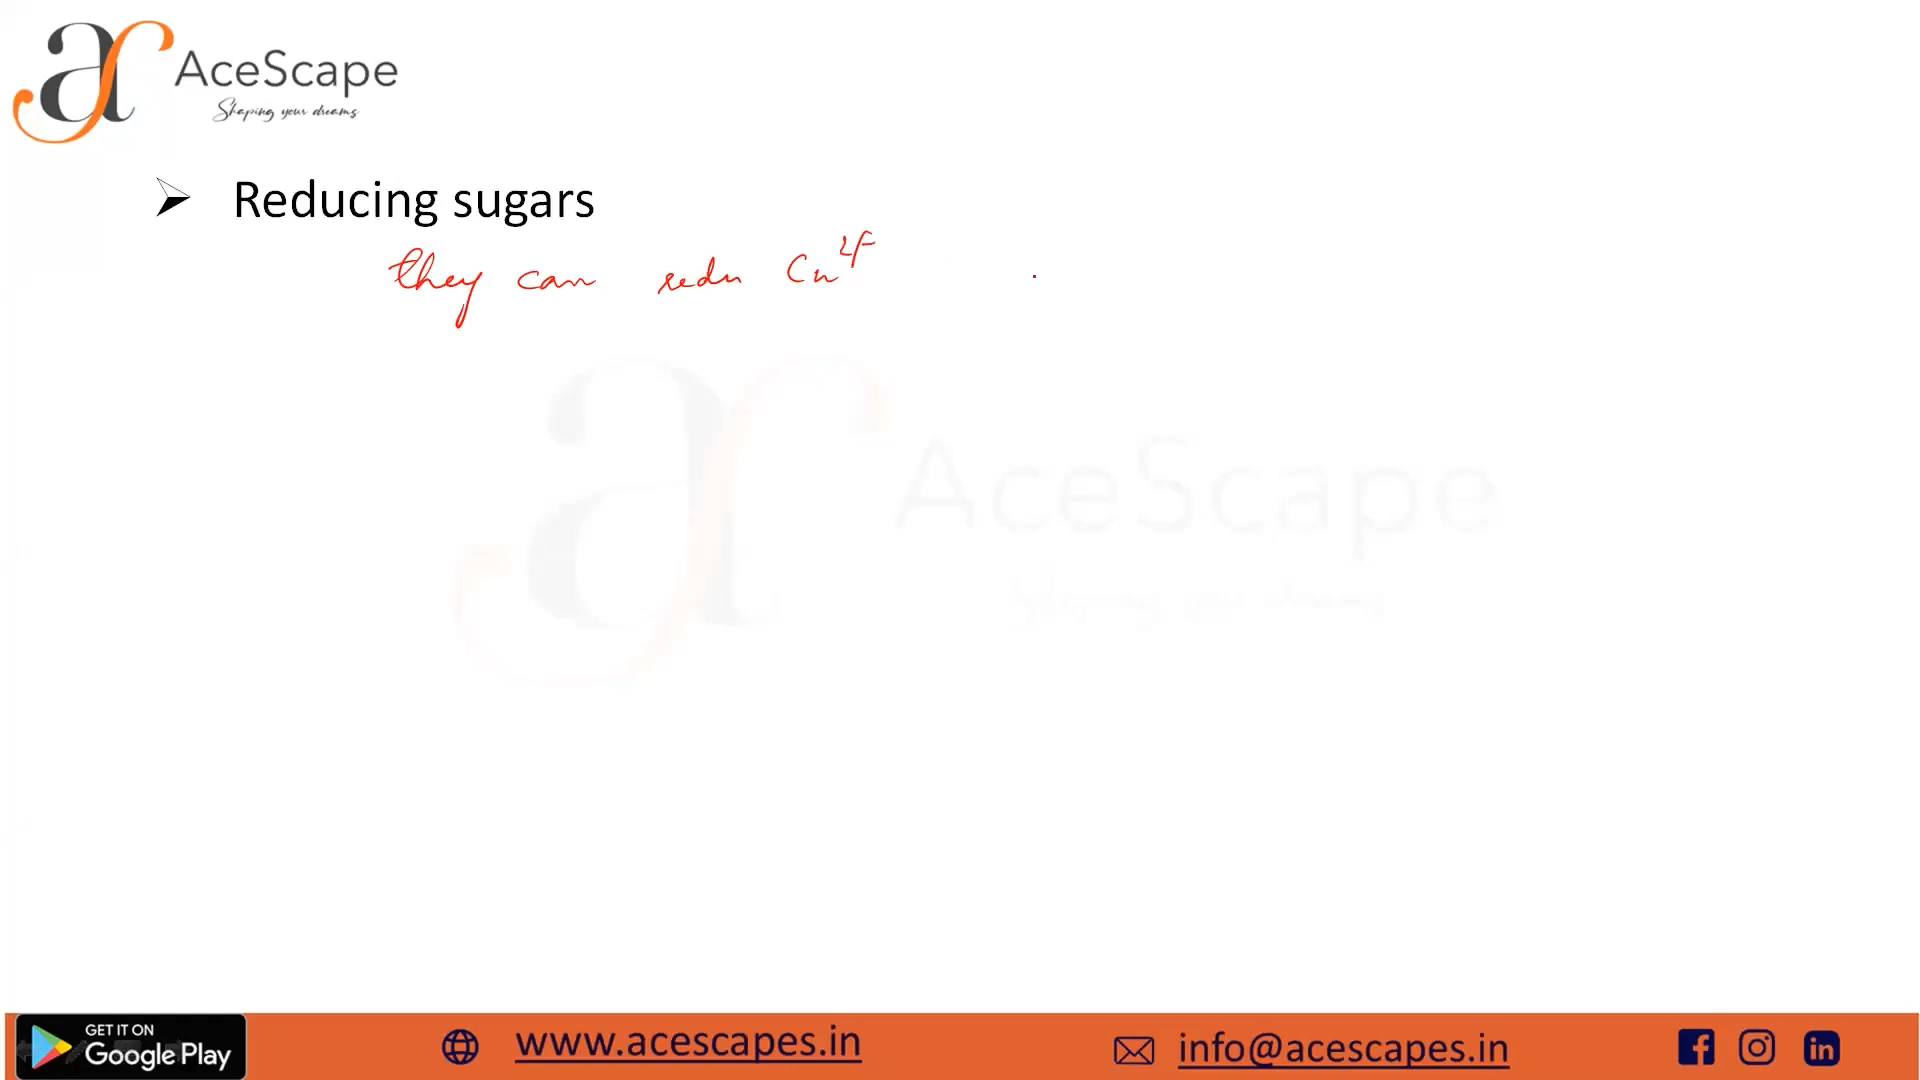 AceScape
Shaping your dreams
Reducing sugars
they can redu Cu²⁺
AceScape
GET IT ON
Google Play
www.acescapes.in
info@acescapes.in